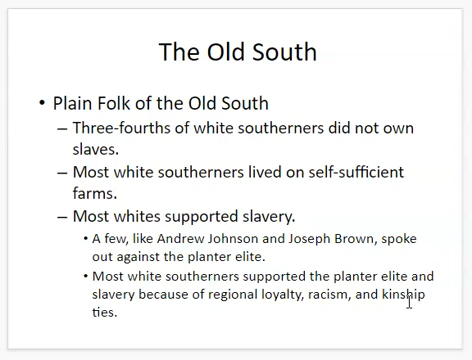 The Old South
• Plain Folk of the Old South
– Three-fourths of white southerners did not own
slaves.
– Most white southerners lived on self-sufficient
farms.
– Most whites supported slavery.
• A few, like Andrew Johnson and Joseph Brown, spoke
out against the planter elite.
• Most white southerners supported the planter elite and
slavery because of regional loyalty, racism, and kinship
ties.